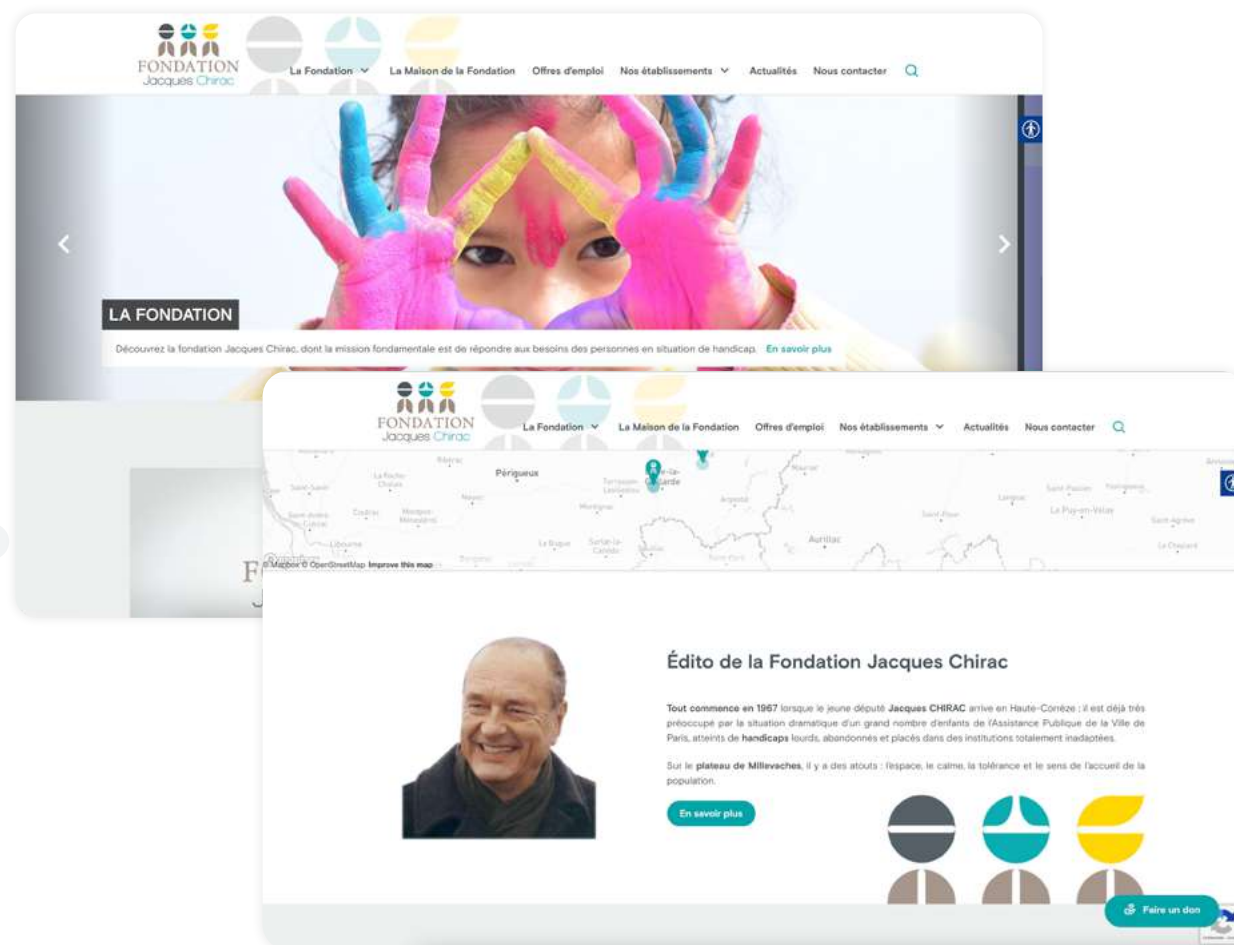 FONDATION
Jacques Chirac
La Fondation
La Maison de la Fondation
Offres d'emploi
Nos établissements
Actualités
Nous contacter
LA FONDATION
Découvrez la fondation Jacques Chirac, dont la mission fondamentale est de répondre aux besoins des personnes en situation de handicap. En savoir plus
FONDATION
Jacques Chirac
La Fondation
La Maison de la Fondation
Offres d'emploi
Nos établissements
Actualités
Nous contacter
Périgueux
Argentat
Aurillac
Saint-Flour
Le Puy-en-Velay
Libourne
© Mapbox © OpenStreetMap Improve this map
Édito de la Fondation Jacques Chirac
Tout commence en 1967 lorsque le jeune député Jacques CHIRAC arrive en Haute-Corrèze : il est déjà très
préoccupé par la situation dramatique d'un grand nombre d'enfants de l'Assistance Publique de la Ville de
Paris, atteints de handicaps lourds, abandonnés et placés dans des institutions totalement inadaptées.
Sur le plateau de Millevaches, il y a des atouts : l'espace, le calme, la tolérance et le sens de l'accueil de la
population.
En savoir plus
Faire un don